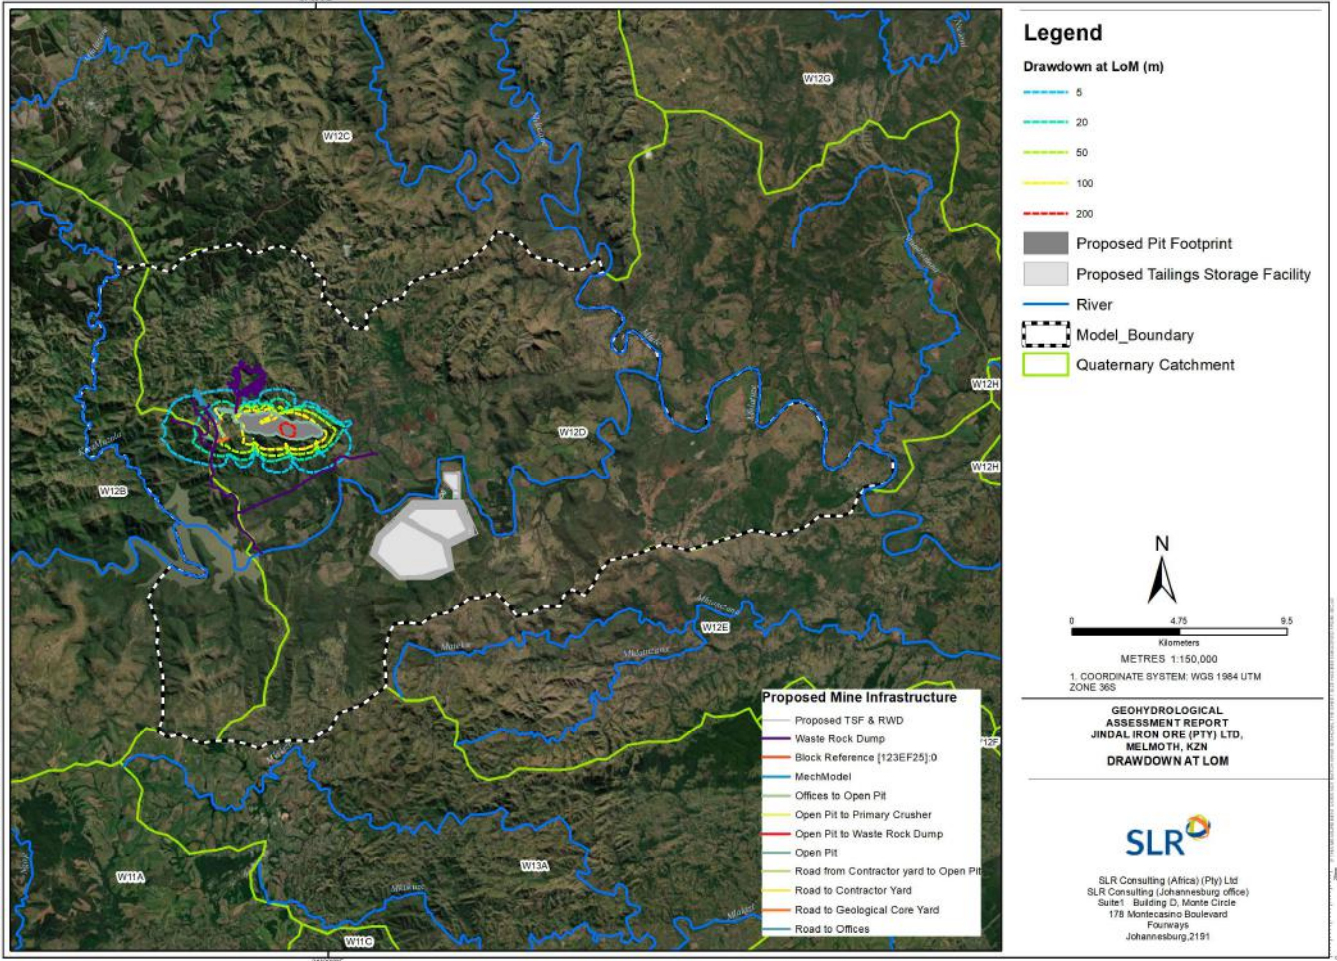 W12G
W12C
W12H
W12D
W12H
W12B
W12E
W13A
W11A
W11C
Proposed Mine Infrastructure
Proposed TSF & RWD
Waste Rock Dump
Block Reference [123EF25]:0
MechModel
Offices to Open Pit
Open Pit to Primary Crusher
Open Pit to Waste Rock Dump
Open Pit
Road from Contractor yard to Open Pit
Road to Contractor Yard
Road to Geological Core Yard
Road to Offices
Legend
Drawdown at LoM (m)
5
20
50
100
200
Proposed Pit Footprint
Proposed Tailings Storage Facility
River
Model_Boundary
Quaternary Catchment
N
0 4.75 9.5
Kilometers
METRES 1:150,000
1. COORDINATE SYSTEM: WGS 1984 UTM
ZONE 36S
GEOHYDROLOGICAL
ASSESSMENT REPORT
JINDAL IRON ORE (PTY) LTD,
MELMOTH, KZN
DRAWDOWN AT LOM
SLR
SLR Consulting (Africa) (Pty) Ltd
SLR Consulting (Johannesburg office)
Suite1 Building D, Monte Circle
178 Montecasino Boulevard
Fourways
Johannesburg,2191